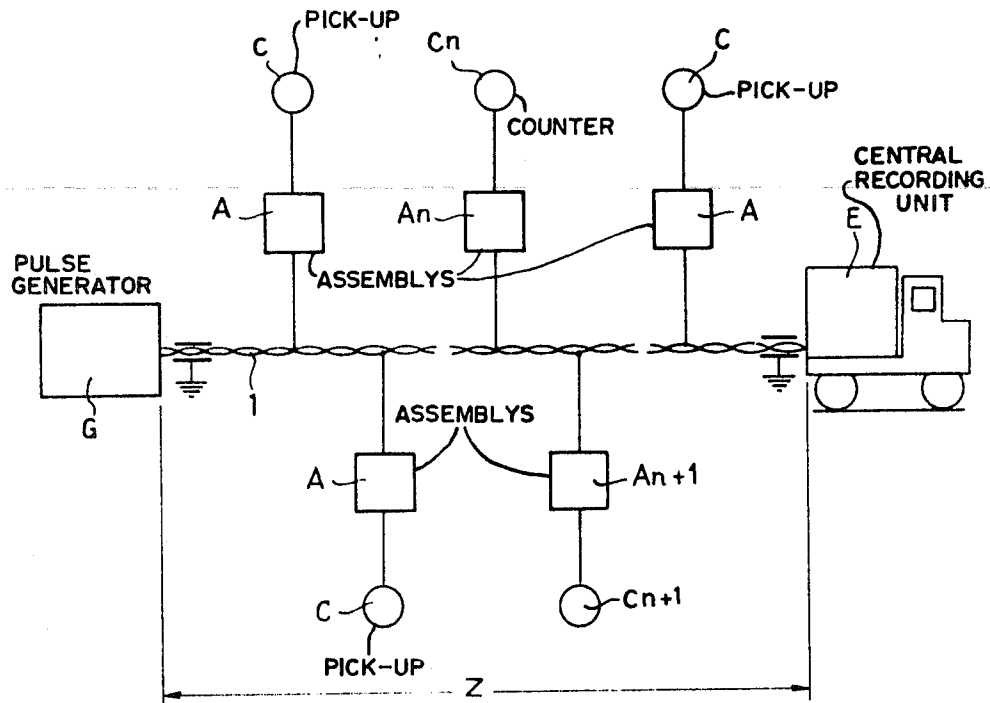 PICK-UP
C
Cn
COUNTER
C
PICK-UP
CENTRAL
RECORDING
UNIT
E
A
An
A
ASSEMBLYS
PULSE
GENERATOR
G
1
ASSEMBLYS
A
An+1
C
Cn+1
PICK-UP
Z